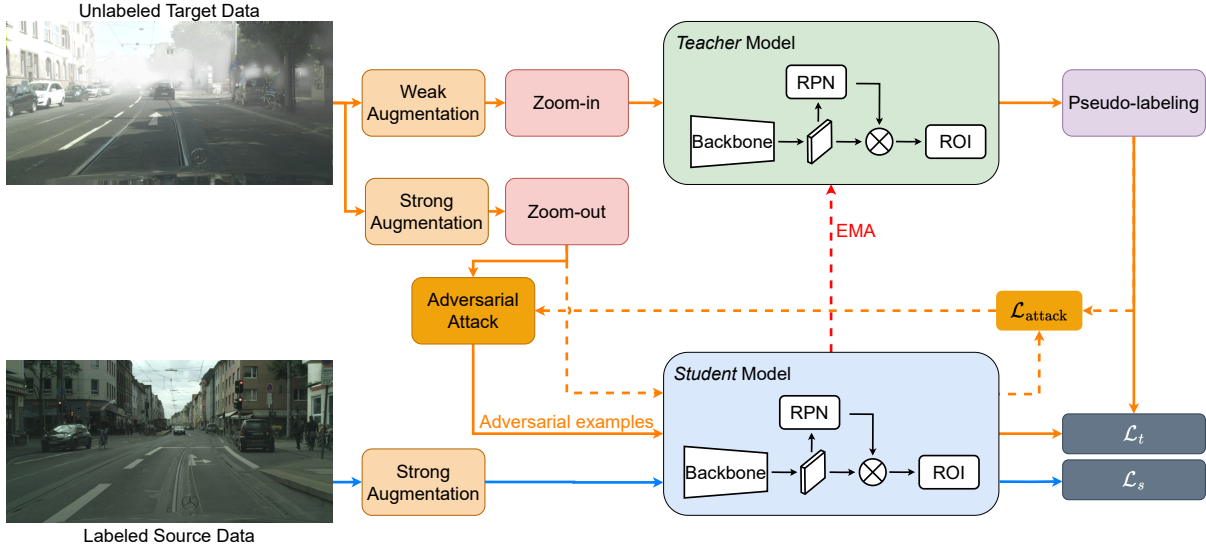 Unlabeled Target Data
Teacher Model
Weak
Augmentation
Zoom-in
RPN
Backbone
ROI
Pseudo-labeling
Strong
Augmentation
Zoom-out
EMA
Adversarial
Attack
ℒattack
Student Model
RPN
Backbone
ROI
Adversarial examples
ℒt
Strong
Augmentation
ℒs
Labeled Source Data